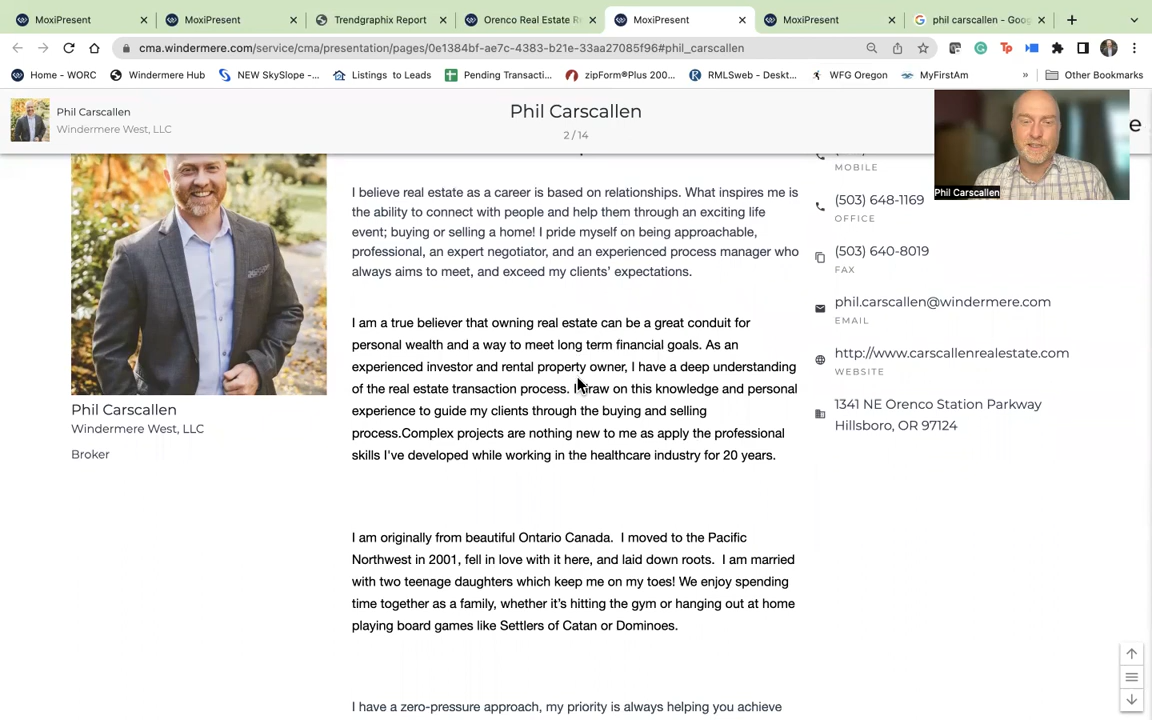 MoxiPresent
MoxiPresent
Trendgraphix Report
Orenco Real Estate R
MoxiPresent
MoxiPresent
phil carscallen - Goog
cma.windermere.com/service/cma/presentation/pages/0e1384bf-ae7c-4383-b21e-33aa27085f96#phil_carscallen
Home - WORC
Windermere Hub
NEW SkySlope -...
Listings to Leads
Pending Transacti...
zipForm®Plus 200...
RMLSweb - Deskt...
WFG Oregon
MyFirstAm
»
Other Bookmarks
Phil Carscallen
Windermere West, LLC
Phil Carscallen
2 / 14
e
Phil Carscallen
I believe real estate as a career is based on relationships. What inspires me is
the ability to connect with people and help them through an exciting life
event; buying or selling a home! I pride myself on being approachable,
professional, an expert negotiator, and an experienced process manager who
always aims to meet, and exceed my clients' expectations.
I am a true believer that owning real estate can be a great conduit for
personal wealth and a way to meet long term financial goals. As an
experienced investor and rental property owner, I have a deep understanding
of the real estate transaction process. I draw on this knowledge and personal
experience to guide my clients through the buying and selling
process.Complex projects are nothing new to me as apply the professional
skills I've developed while working in the healthcare industry for 20 years.
I am originally from beautiful Ontario Canada.  I moved to the Pacific
Northwest in 2001, fell in love with it here, and laid down roots.  I am married
with two teenage daughters which keep me on my toes! We enjoy spending
time together as a family, whether it's hitting the gym or hanging out at home
playing board games like Settlers of Catan or Dominoes.
I have a zero-pressure approach, my priority is always helping you achieve
Phil Carscallen
Windermere West, LLC
Broker
MOBILE
(503) 648-1169
OFFICE
(503) 640-8019
FAX
phil.carscallen@windermere.com
EMAIL
http://www.carscallenrealestate.com
WEBSITE
1341 NE Orenco Station Parkway
Hillsboro, OR 97124